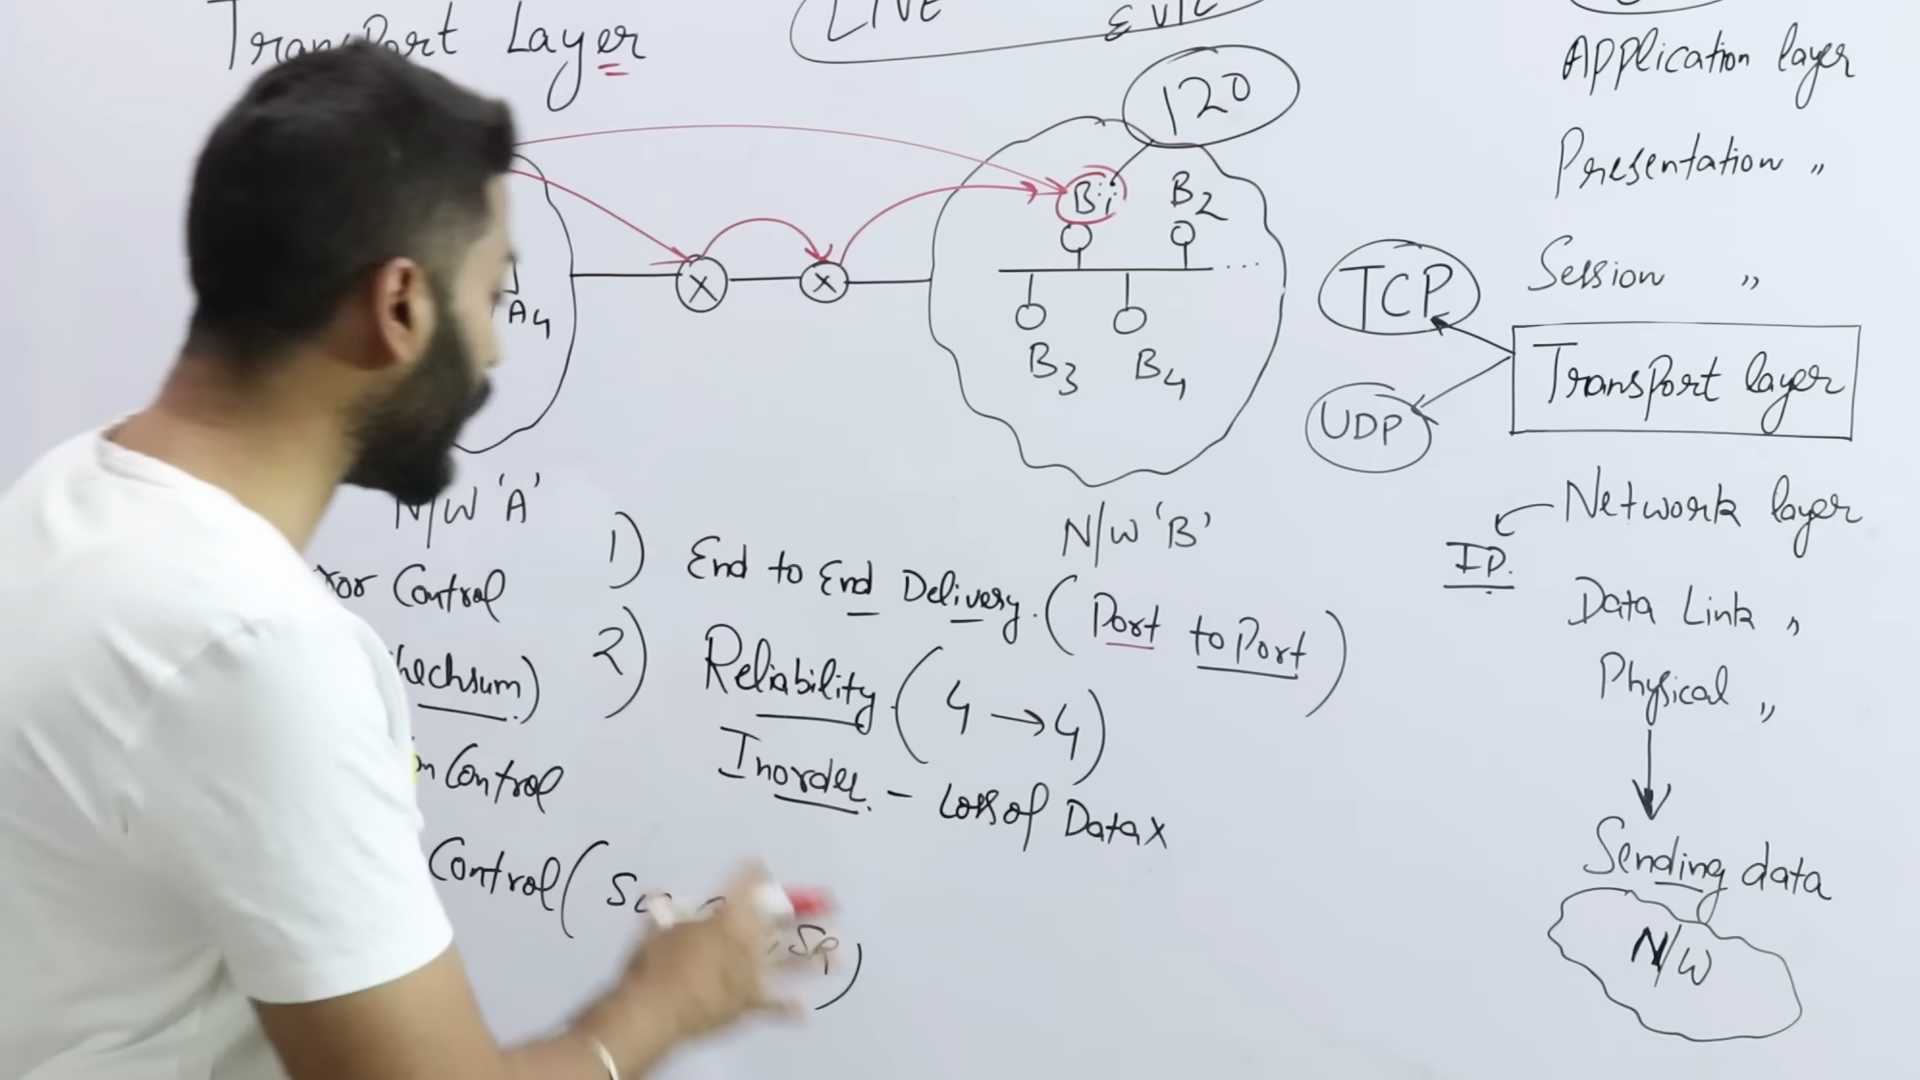 Transport Layer
LIVE
120
B1
B2
A4
B3
B4
N/W 'A'
N/W 'B'
Control
1) End to End Delivery. (Port to Port)
2) Reliability. (4 → 4)
Inorder. - Loss of Data X
Control
Control (
Application layer
Presentation "
Session "
TCP
Transport layer
UDP
Network layer
IP.
Data Link "
Physical "
Sending data
N/W